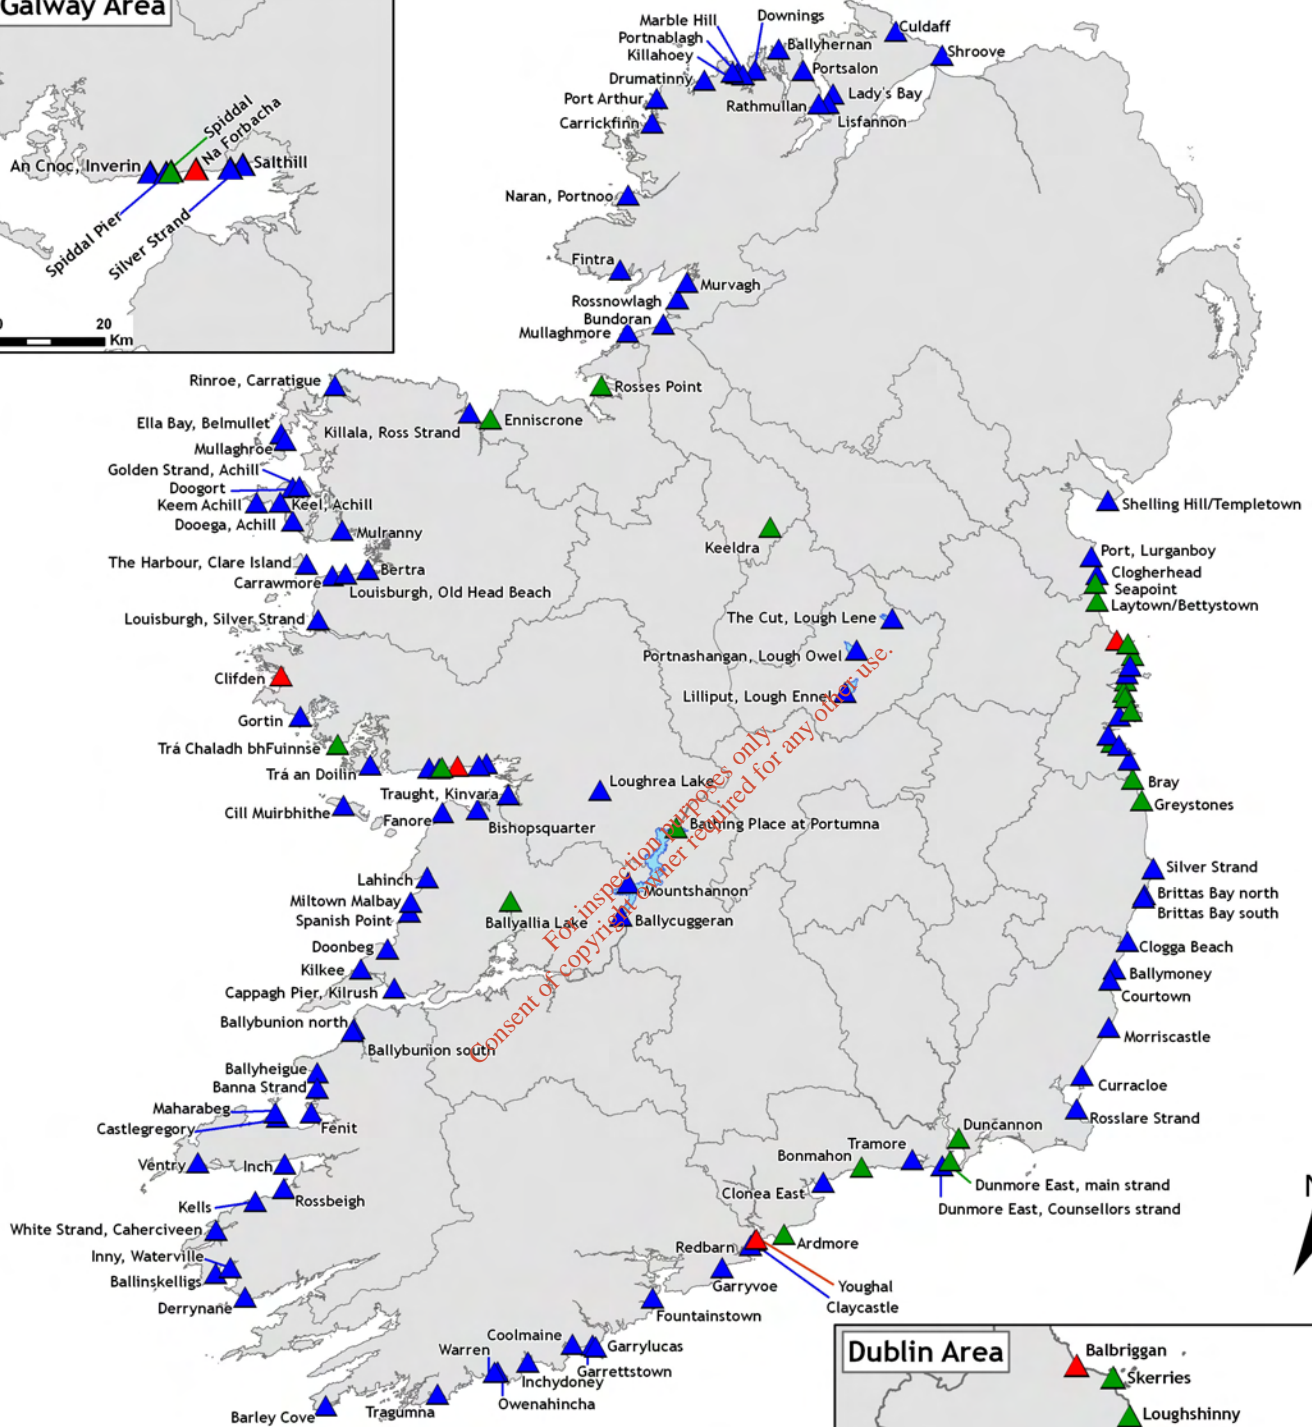 Galway Area
Spiddal
Na Forbacha
An Cnoc, Inverin
Salthill
Spiddal Pier
Silver Strand
0
20
Km
Marble Hill
Downings
Portnablagh
Killahoey
Ballyhernan
Culdaff
Shroove
Drumatinny
Portsalon
Port Arthur
Rathmullan
Lady's Bay
Carrickfinn
Lisfannon
Naran, Portnoo
Fintra
Murvagh
Rossnowlagh
Bundoran
Mullaghmore
Rinroe, Carratigue
Rosses Point
Ella Bay, Belmullet
Killala, Ross Strand
Enniscrone
Mullaghroe
Golden Strand, Achill
Doogort
Keem Achill
Keel, Achill
Dooega, Achill
Mulranny
Shelling Hill/Templetown
Keeldra
Port, Lurganboy
Clogherhead
Seapoint
Laytown/Bettystown
The Harbour, Clare Island
Carrawmore
Bertra
Louisburgh, Old Head Beach
Louisburgh, Silver Strand
The Cut, Lough Lene
Portnashangan, Lough Owel
Lilliput, Lough Ennel
Clifden
Gortin
Trá Chaladh bhFuinnse
Trá an Doilin
Traught, Kinvara
Loughrea Lake
Bray
Greystones
Cill Muirbhithe
Fanore
Bishopsquarter
Bathing Place at Portumna
Lahinch
Miltown Malbay
Spanish Point
Ballyallia Lake
Mountshannon
Ballycuggeran
Silver Strand
Brittas Bay north
Brittas Bay south
Doonbeg
Kilkee
Cappagh Pier, Kilrush
Clogga Beach
Ballymoney
Courtown
Ballybunion north
Ballybunion south
Morriscastle
Ballyheigue
Banna Strand
Curracloe
Maharabeg
Castlegregory
Fenit
Rosslare Strand
Ventry
Inch
Tramore
Duncannon
Bonmahon
Kells
Rossbeigh
Clonea East
Dunmore East, main strand
Dunmore East, Counsellors strand
White Strand, Caherciveen
Inny, Waterville
Ballinskelligs
Derrynane
Redbarn
Ardmore
Garryvoe
Youghal
Claycastle
Fountainstown
Coolmaine
Warren
Garrylucas
Garrettstown
Inchydoney
Owenahincha
Tragumna
Barley Cove
For inspection purposes only.
Consent of copyright owner required for any other use.
N
Dublin Area
Balbriggan
Skerries
Loughshinny